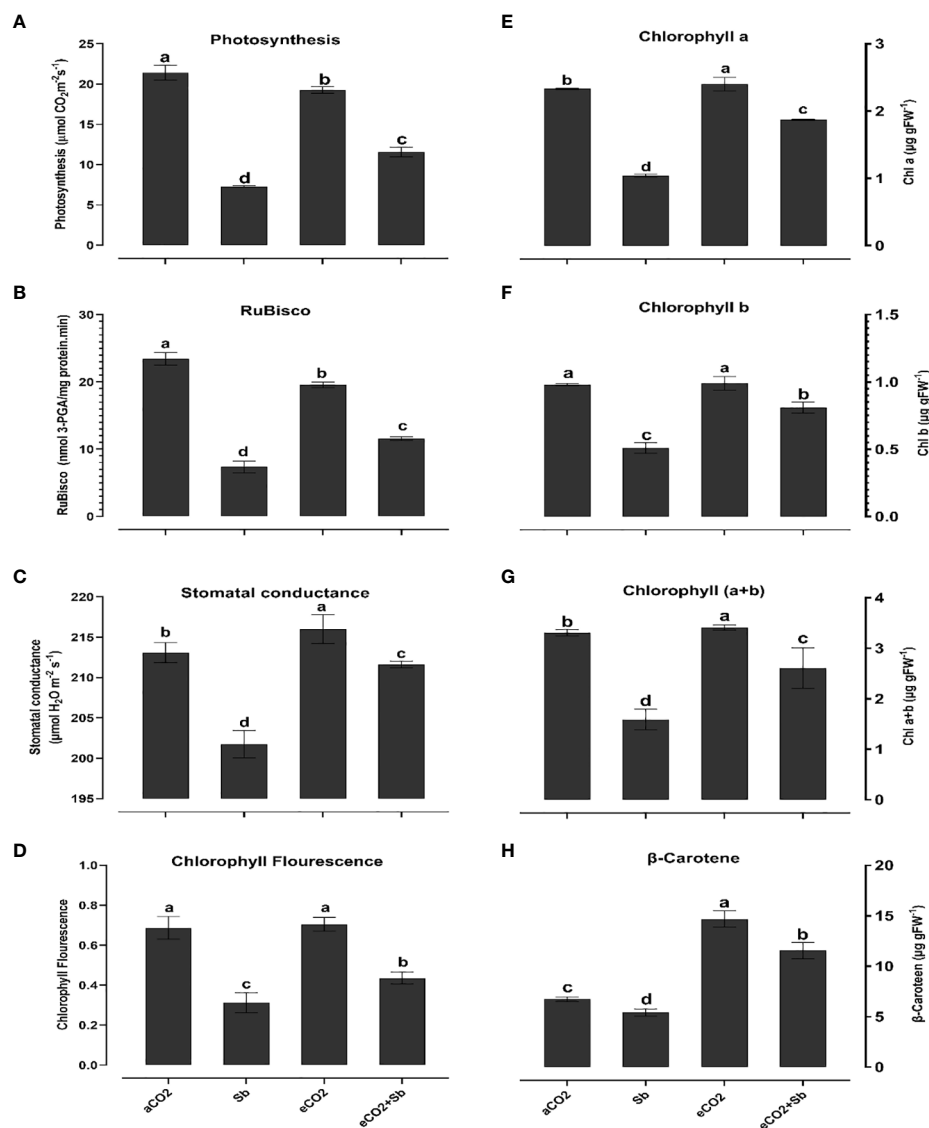 A
Photosynthesis
Photosynthesis (µmol CO₂m⁻²s⁻¹)
25
20
15
10
5
0
a
d
b
c
B
RuBisco
RuBisco (nmol 3-PGA/mg protein.min)
30
20
10
0
a
d
b
c
C
Stomatal conductance
Stomatal conductance
(µmol H₂O m⁻² s⁻¹)
220
215
210
205
200
195
b
d
a
c
D
Chlorophyll Flourescence
Chlorophyll Flourescence
1.0
0.8
0.6
0.4
0.2
0.0
a
c
a
b
aCO2
Sb
eCO2
eCO2+Sb
E
Chlorophyll a
b
d
a
c
3
2
1
0
Chl a (µg gFW⁻¹)
F
Chlorophyll b
a
c
a
b
1.5
1.0
0.5
0.0
Chl b (µg gFW⁻¹)
G
Chlorophyll (a+b)
b
d
a
c
4
3
2
1
0
Chl a+b (µg gFW⁻¹)
H
β-Carotene
c
d
a
b
20
15
10
5
0
β-Caroteen (µg gFW⁻¹)
aCO2
Sb
eCO2
eCO2+Sb